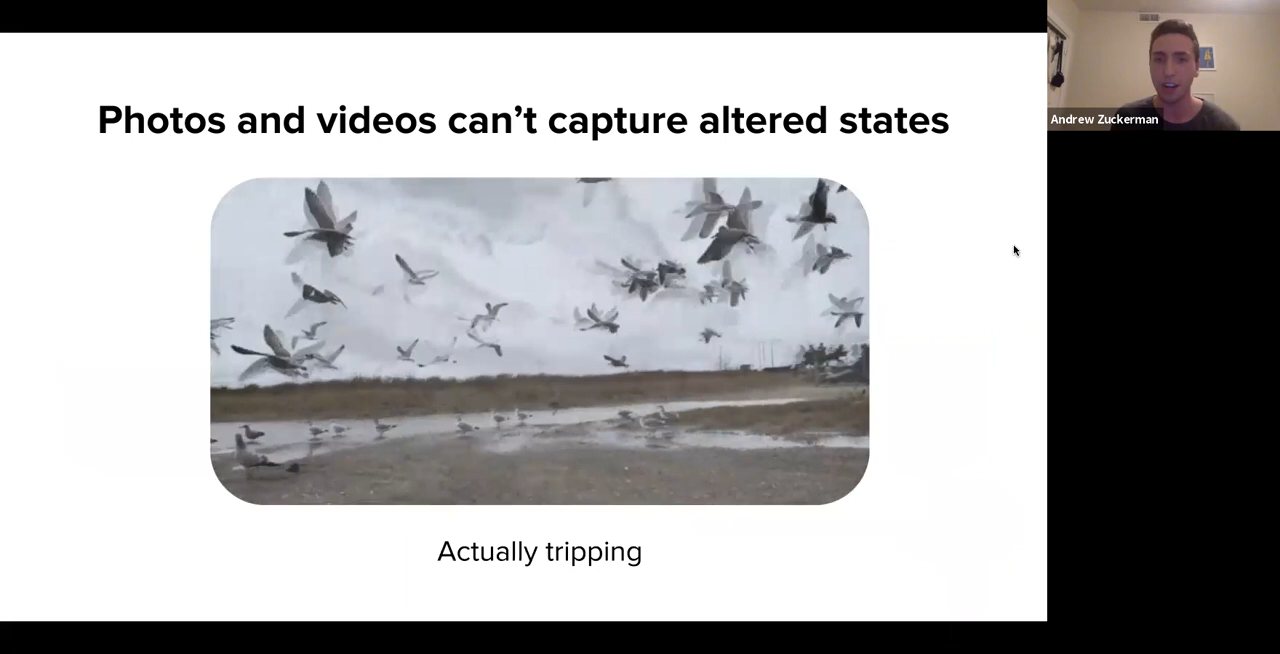 Photos and videos can’t capture altered states
Andrew Zuckerman
Actually tripping